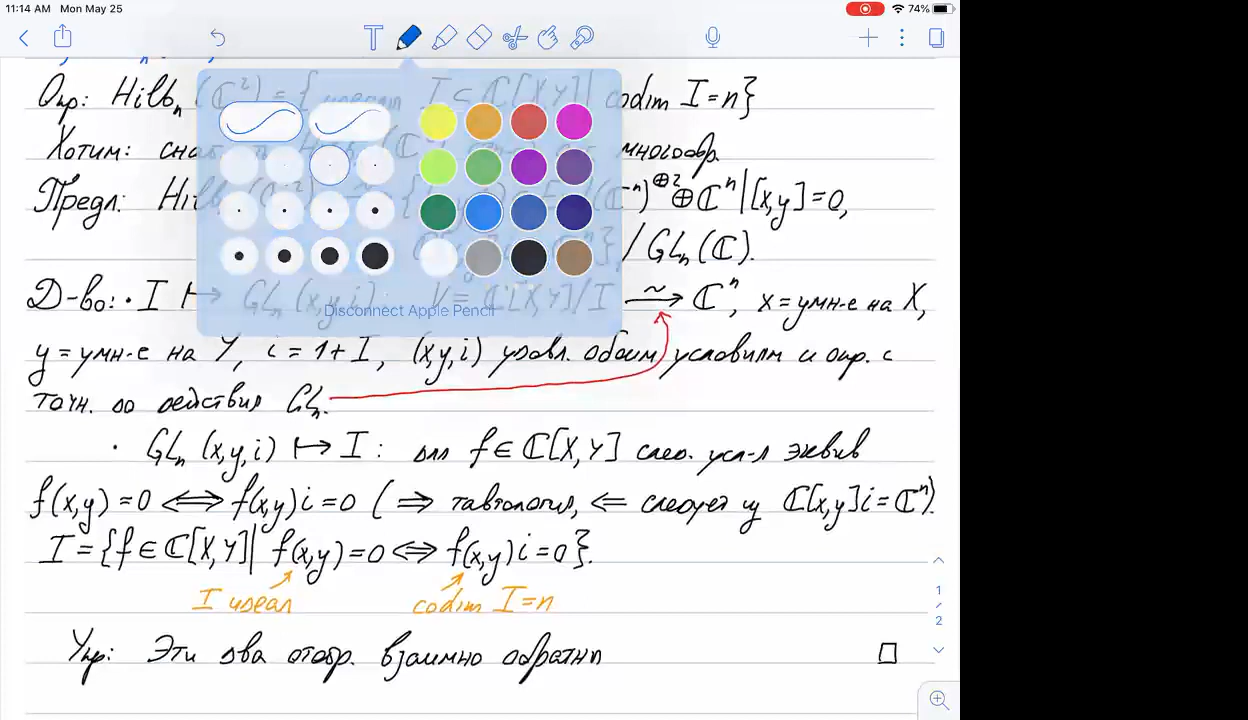 11:14 AM Mon May 25
74%
Опр: Hilbₙ(ℂ²) = { идеалы I ⊂ ℂ[X,Y] | codim I = n }
Хотим: многообр.
Предл: Hil ⁿ)^⊕2 ⊕ ℂⁿ | [x,y] = 0,
/ GLₙ(ℂ).
Д-во: · I ↦ GLₙ(x,y,i) V = ℂ[X,Y]/I ⥲ ℂⁿ, x = умн-е на X,
Disconnect Apple Pencil
y = умн-е на Y, i = 1 + I, (x,y,i) удовл. обоим условиям и опр. с
точн. до действия GLₙ.
· GLₙ(x,y,i) ↦ I : для f ∈ ℂ[X,Y] след. усл-я эквив
f(x,y) = 0 ⟺ f(x,y)i = 0 ( ⟹ тавтология, ⟸ следует из ℂ[x,y]i = ℂⁿ).
I = { f ∈ ℂ[X,Y] | f(x,y) = 0 ⟺ f(x,y)i = 0 }.
I идеал codim I = n
1
/
2
Упр: Эти два отобр. взаимно обратны □